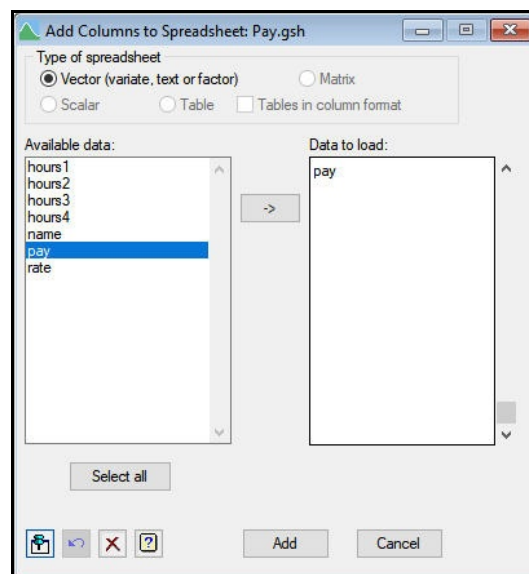 Add Columns to Spreadsheet: Pay.gsh
Type of spreadsheet
Vector (variate, text or factor)
Matrix
Scalar
Table
Tables in column format
Available data:
hours1
hours2
hours3
hours4
name
pay
rate
->
Data to load:
pay
Select all
?
Add
Cancel